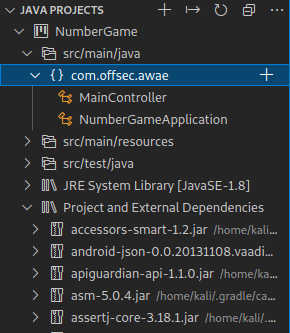 JAVA PROJECTS
NumberGame
src/main/java
{} com.offsec.awae
MainController
NumberGameApplication
src/main/resources
src/test/java
JRE System Library [JavaSE-1.8]
Project and External Dependencies
accessors-smart-1.2.jar /home/kali/.
android-json-0.0.20131108.vaadi...
apiguardian-api-1.1.0.jar /home/ka...
asm-5.0.4.jar /home/kali/.gradle/ca...
assertj-core-3.18.1.jar /home/kali/.